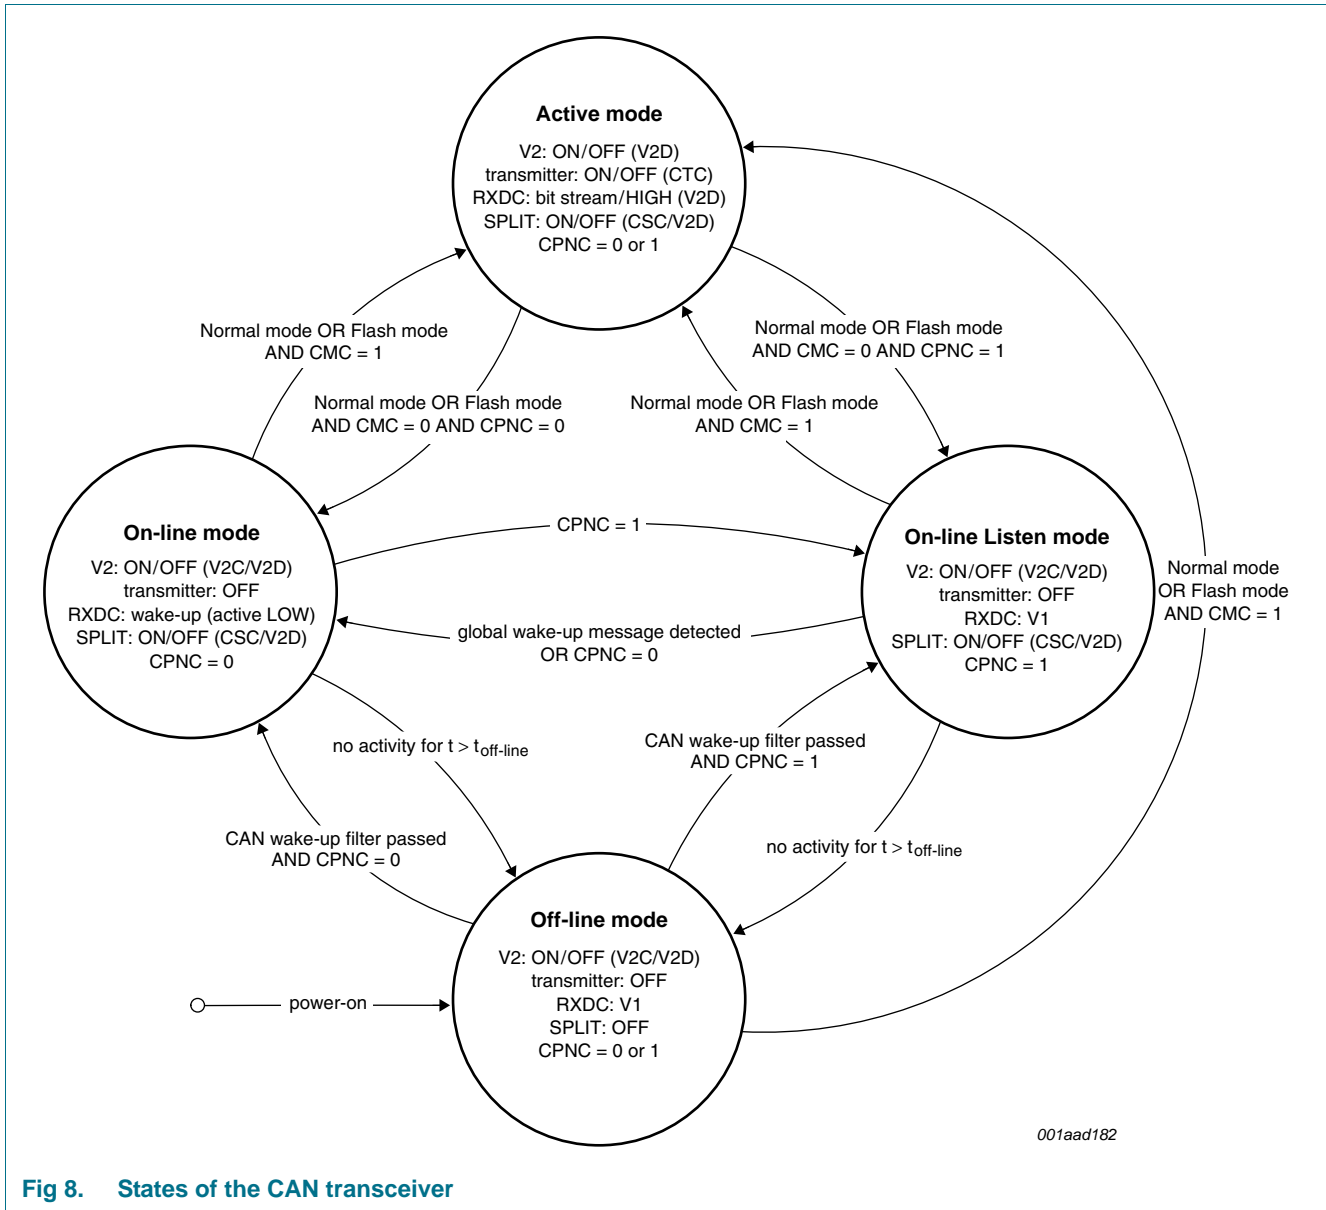 Active mode
V2: ON/OFF (V2D)
transmitter: ON/OFF (CTC)
RXDC: bit stream/HIGH (V2D)
SPLIT: ON/OFF (CSC/V2D)
CPNC = 0 or 1
Normal mode OR Flash mode
AND CMC = 1
Normal mode OR Flash mode
AND CMC = 0 AND CPNC = 1
Normal mode OR Flash mode
AND CMC = 0 AND CPNC = 0
Normal mode OR Flash mode
AND CMC = 1
On-line mode
V2: ON/OFF (V2C/V2D)
transmitter: OFF
RXDC: wake-up (active LOW)
SPLIT: ON/OFF (CSC/V2D)
CPNC = 0
CPNC = 1
global wake-up message detected
OR CPNC = 0
On-line Listen mode
V2: ON/OFF (V2C/V2D)
transmitter: OFF
RXDC: V1
SPLIT: ON/OFF (CSC/V2D)
CPNC = 1
Normal mode
OR Flash mode
AND CMC = 1
no activity for t > toff-line
CAN wake-up filter passed
AND CPNC = 1
CAN wake-up filter passed
AND CPNC = 0
no activity for t > toff-line
Off-line mode
V2: ON/OFF (V2C/V2D)
transmitter: OFF
RXDC: V1
SPLIT: OFF
CPNC = 0 or 1
power-on
001aad182
Fig 8. States of the CAN transceiver